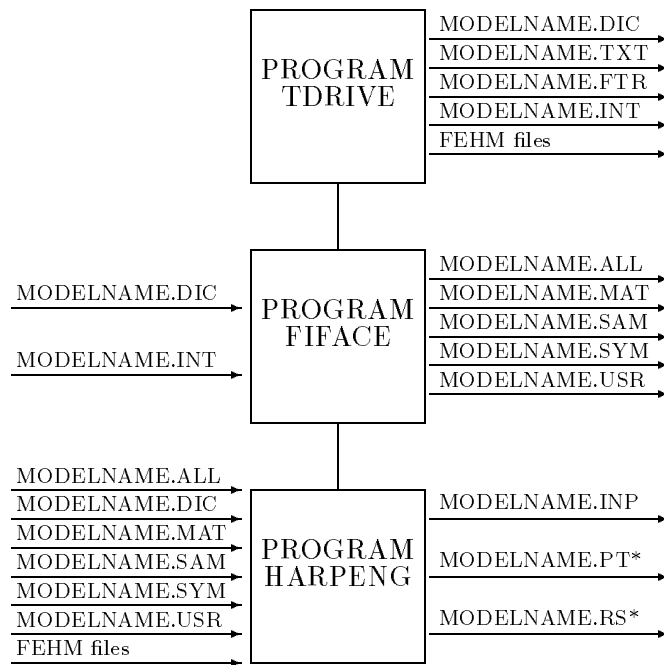 PROGRAM
TDRIVE
MODELNAME.DIC
MODELNAME.TXT
MODELNAME.FTR
MODELNAME.INT
FEHM files
MODELNAME.DIC
MODELNAME.INT
PROGRAM
FIFACE
MODELNAME.ALL
MODELNAME.MAT
MODELNAME.SAM
MODELNAME.SYM
MODELNAME.USR
MODELNAME.ALL
MODELNAME.DIC
MODELNAME.MAT
MODELNAME.SAM
MODELNAME.SYM
MODELNAME.USR
FEHM files
PROGRAM
HARPENG
MODELNAME.INP
MODELNAME.PT*
MODELNAME.RS*